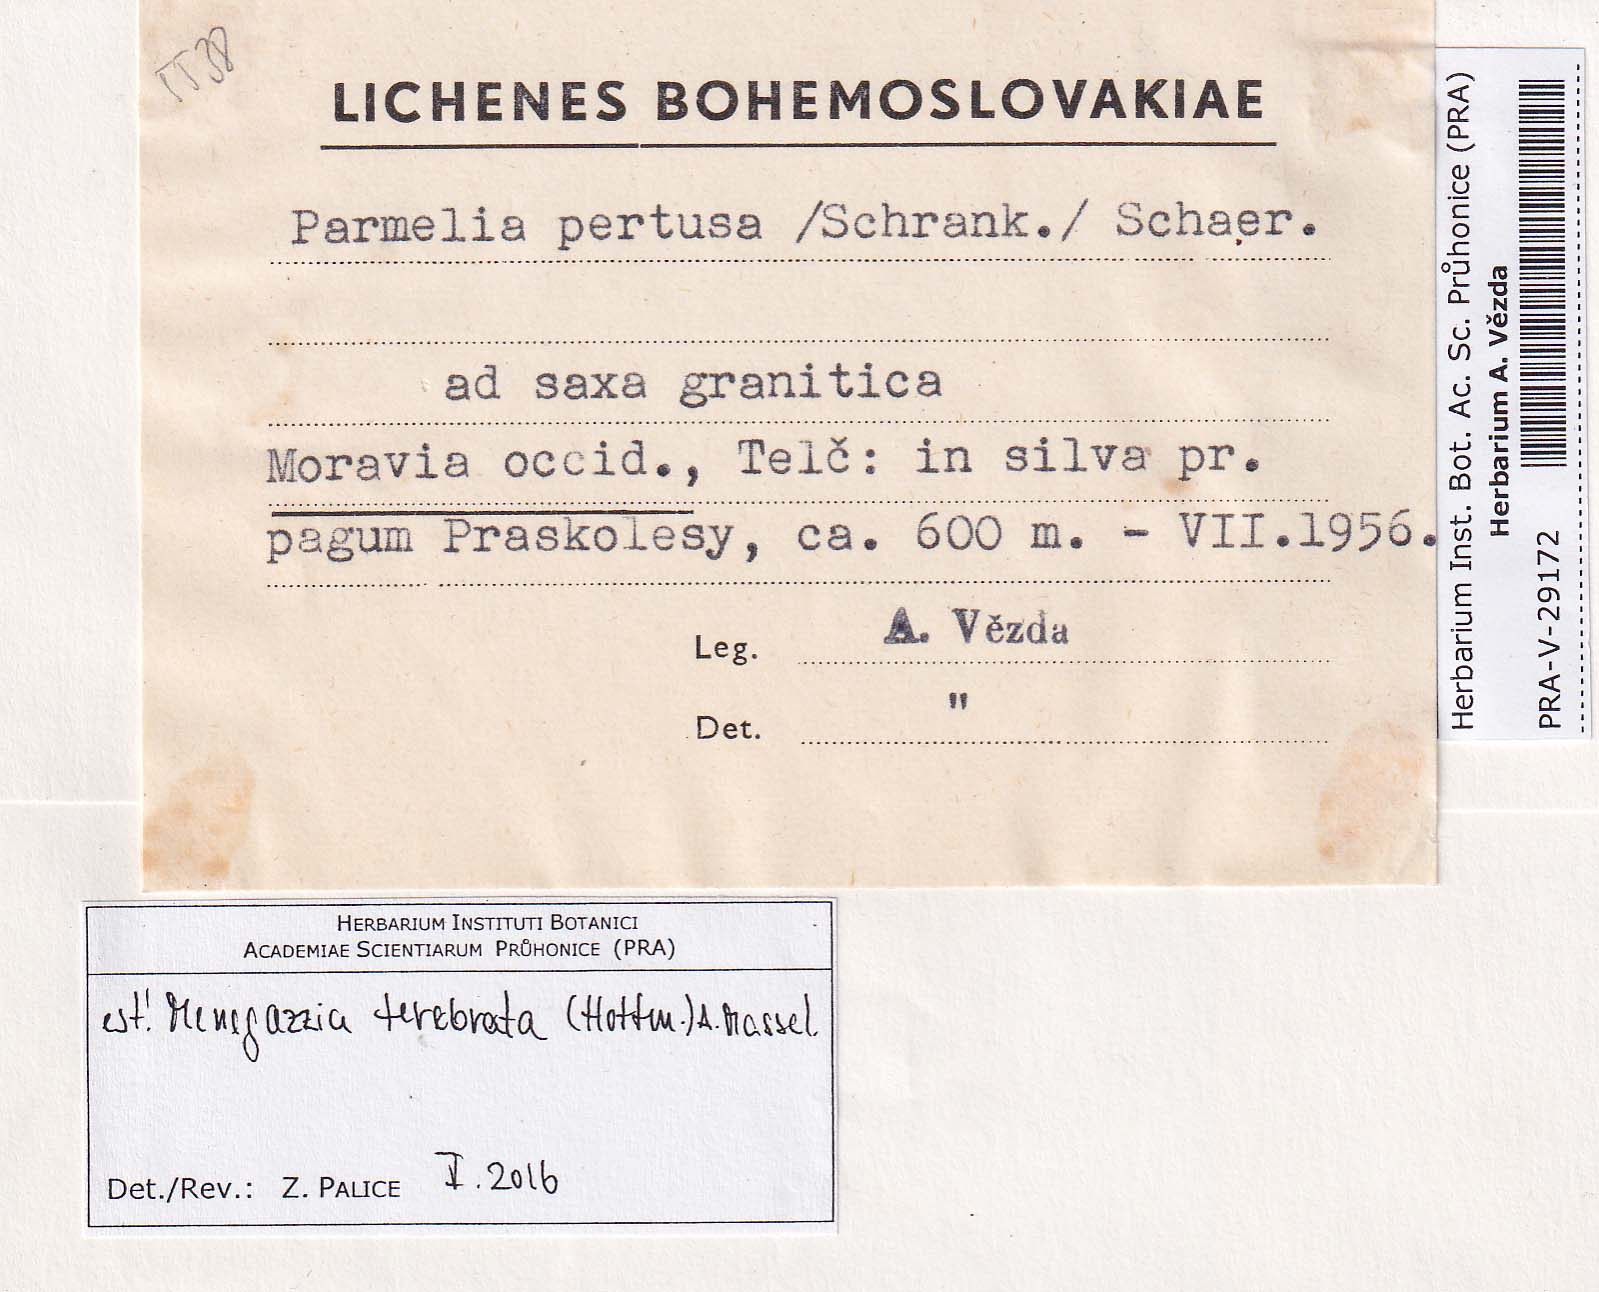 5538
LICHENES BOHEMOSLOVAKIAE
Parmelia pertusa /Schrank./ Schaer.
ad saxa granitica
Moravia occid., Telč: in silva pr.
pagum Praskolesy, ca. 600 m. - VII.1956.
Leg. A. Vězda
Det. "
Herbarium Inst. Bot. Ac. Sc. Průhonice (PRA)
Herbarium A. Vězda
PRA-V-29172
HERBARIUM INSTITUTI BOTANICI
ACADEMIAE SCIENTIARUM PRŮHONICE (PRA)
est! Menegazzia terebrata (Hoffm.) A. Massal.
Det./Rev.: Z. PALICE V. 2016